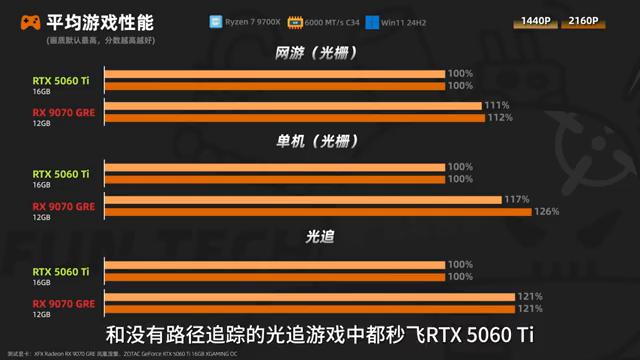 平均游戏性能
(画质默认最高，分数越高越好)
Ryzen 7 9700X
6000 MT/s C34
Win11 24H2
1440P
2160P
网游（光栅）
RTX 5060 Ti
16GB
100%
100%
RX 9070 GRE
12GB
111%
112%
单机（光栅）
RTX 5060 Ti
16GB
100%
100%
RX 9070 GRE
12GB
117%
126%
光追
RTX 5060 Ti
16GB
100%
100%
RX 9070 GRE
12GB
121%
121%
和没有路径追踪的光追游戏中都秒飞RTX 5060 Ti
测试显卡：XFX Radeon RX 9070 GRE 凤凰涅槃、ZOTAC GeForce RTX 5060 Ti 16GB XGAMING OC